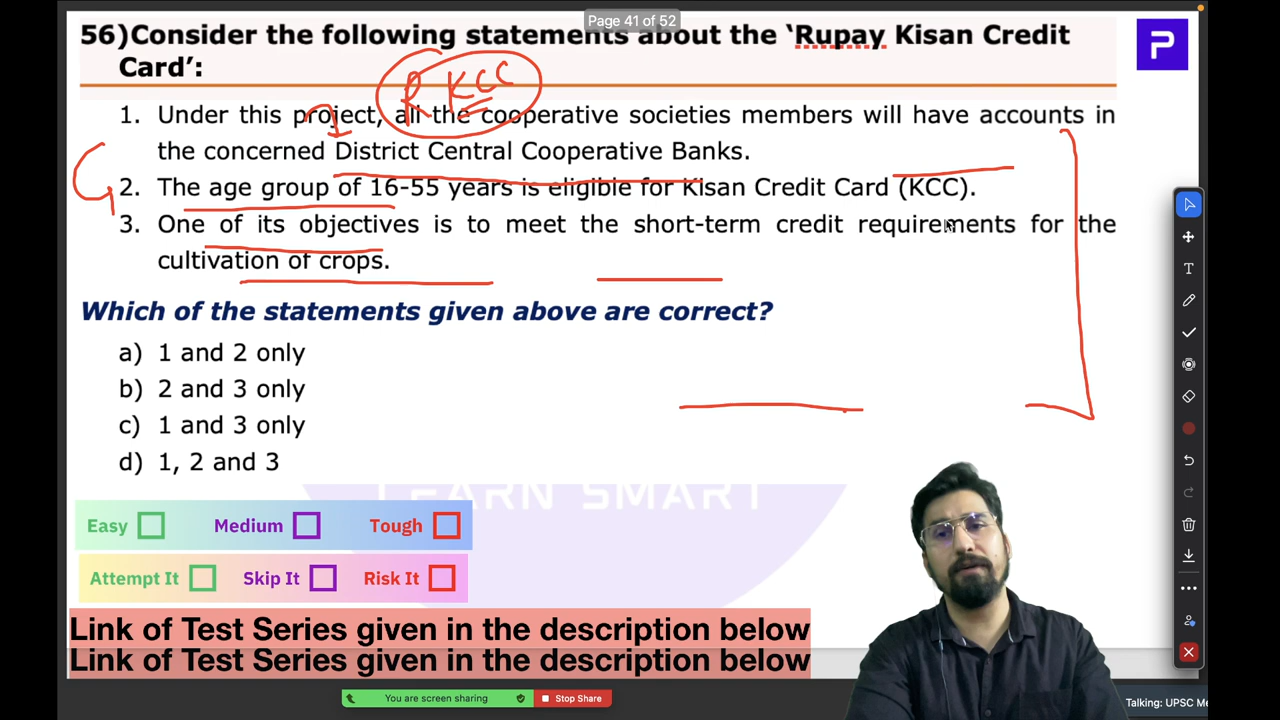 Page 41 of 52
56)Consider the following statements about the ‘Rupay Kisan Credit
Card’:
R KCC
P
1. Under this project, all the cooperative societies members will have accounts in
the concerned District Central Cooperative Banks.
2. The age group of 16-55 years is eligible for Kisan Credit Card (KCC).
3. One of its objectives is to meet the short-term credit requirements for the
cultivation of crops.
Which of the statements given above are correct?
a) 1 and 2 only
b) 2 and 3 only
c) 1 and 3 only
d) 1, 2 and 3
LEARN SMART
Easy Medium Tough
Attempt It Skip It Risk It
Link of Test Series given in the description below
Link of Test Series given in the description below
You are screen sharing Stop Share
Talking: UPSC Me
T